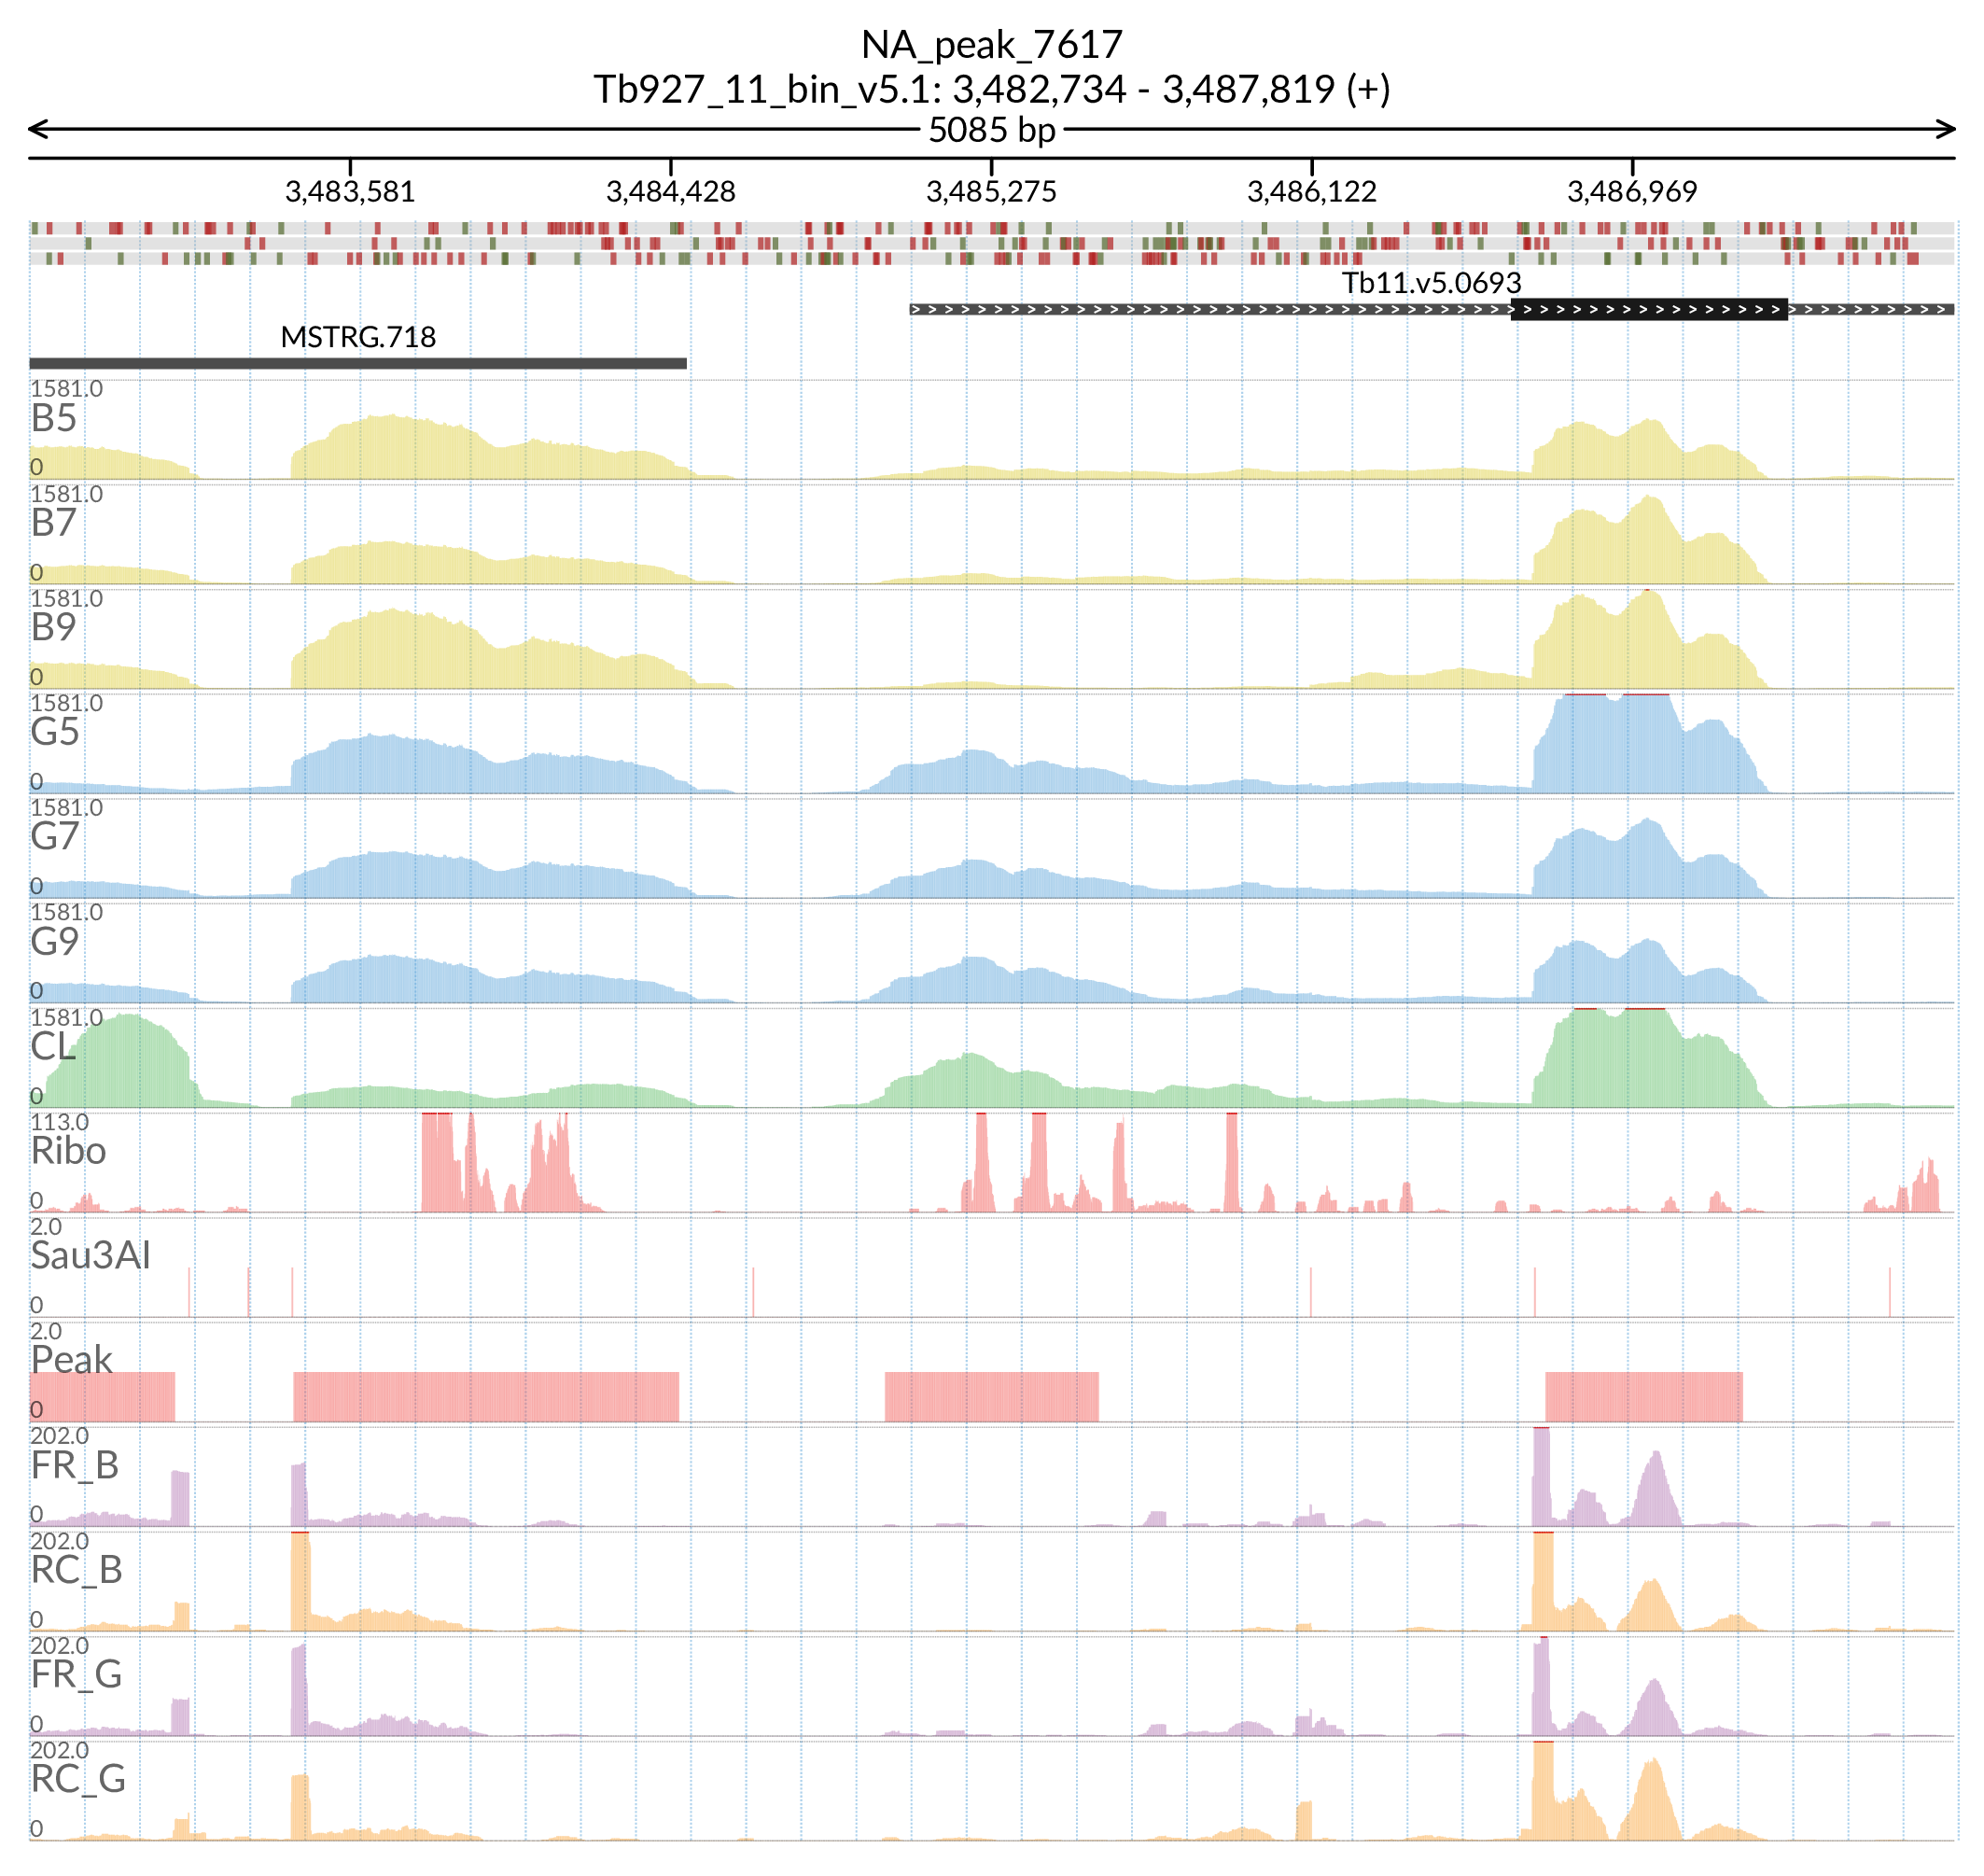 NA_peak_7617
Tb927_11_bin_v5.1: 3,482,734 - 3,487,819 (+)
5085 bp
3,483,581 3,484,428 3,485,275 3,486,122 3,486,969
Tb11.v5.0693
MSTRG.718
1581.0
B5
0
1581.0
B7
0
1581.0
B9
0
1581.0
G5
0
1581.0
G7
0
1581.0
G9
0
1581.0
CL
0
113.0
Ribo
0
2.0
Sau3AI
0
2.0
Peak
0
202.0
FR_B
0
202.0
RC_B
0
202.0
FR_G
0
202.0
RC_G
0